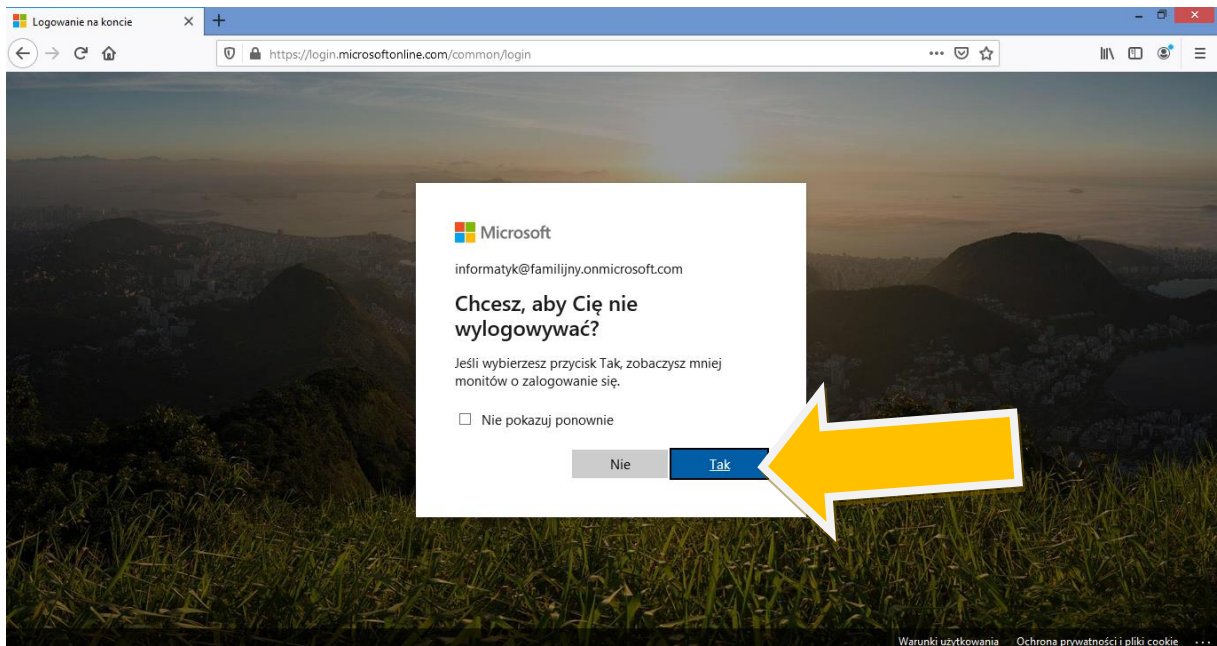 Logowanie na koncie
https://login.microsoftonline.com/common/login
Microsoft
informatyk@familijny.onmicrosoft.com
Chcesz, aby Cię nie
wylogowywać?
Jeśli wybierzesz przycisk Tak, zobaczysz mniej
monitów o zalogowanie się.
Nie pokazuj ponownie
Nie Tak
Warunki użytkowania Ochrona prywatności i pliki cookie ...